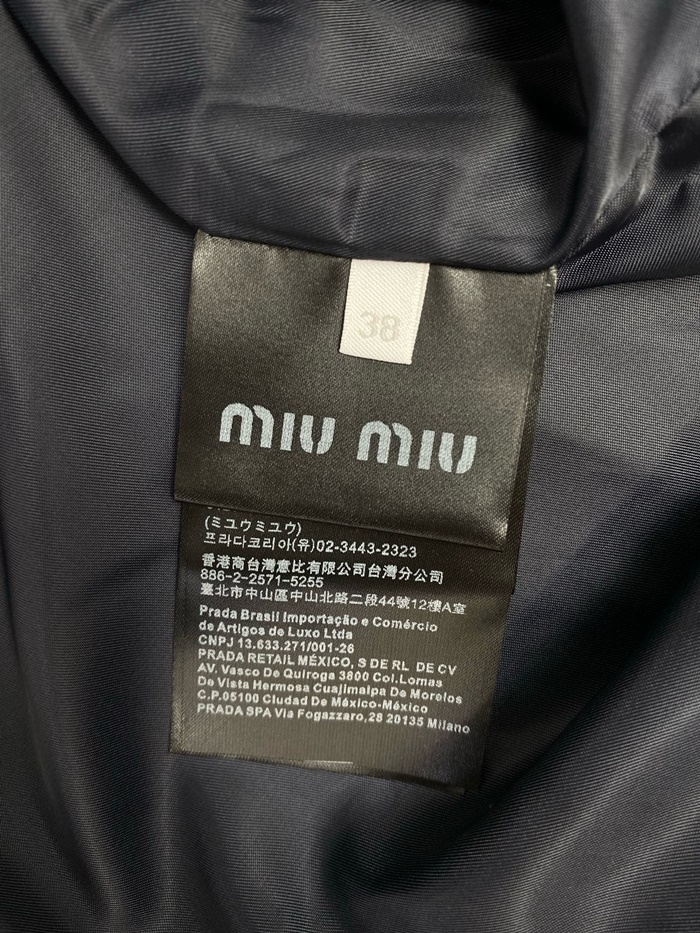 38
miu miu
(ミユウミユウ)
프라다코리아(유)02-3443-2323
香港商台灣意比有限公司台灣分公司
886-2-2571-5255
臺北市中山區中山北路二段44號12樓A室
Prada Brasil Importação e Comércio
de Artigos de Luxo Ltda
CNPJ 13.633.271/001-26
PRADA RETAIL MÉXICO, S DE RL DE CV
AV. Vasco De Quiroga 3800 Col.Lomas
De Vista Hermosa Cuajimalpa De Morelos
C.P.05100 Ciudad De México-México
PRADA SPA Via Fogazzaro,28 20135 Milano